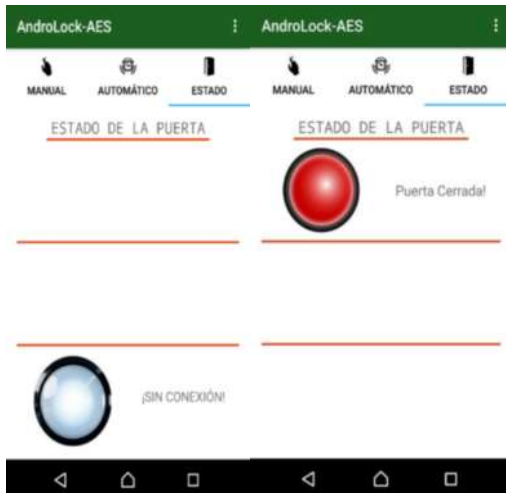 AndroLock-AES
MANUAL AUTOMÁTICO ESTADO
ESTADO DE LA PUERTA
¡SIN CONEXIÓN!
AndroLock-AES
MANUAL AUTOMÁTICO ESTADO
ESTADO DE LA PUERTA
Puerta Cerrada!